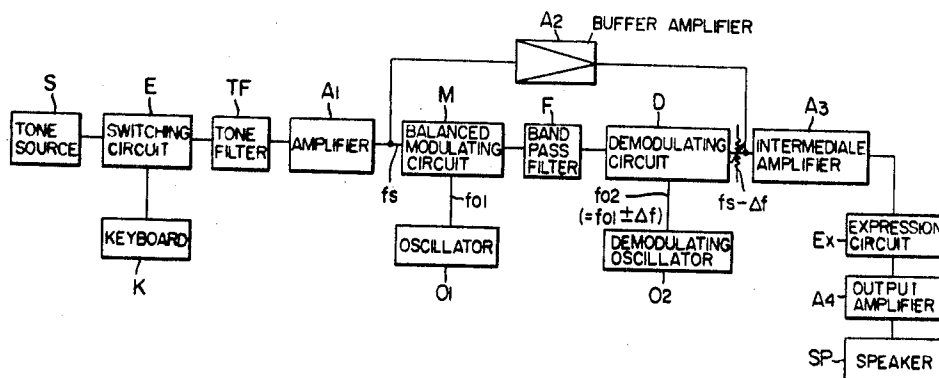 A2
BUFFER AMPLIFIER
S
E
TF
A1
M
F
D
A3
TONE
SOURCE
SWITCHING
CIRCUIT
TONE
FILTER
AMPLIFIER
BALANCED
MODULATING
CIRCUIT
BAND
PASS
FILTER
DEMODULATING
CIRCUIT
INTERMEDIALE
AMPLIFIER
fs
fo1
fo2
(=fo1 ± Δf)
fs-Δf
KEYBOARD
K
OSCILLATOR
O1
DEMODULATING
OSCILLATOR
O2
Ex
EXPRESSION
CIRCUIT
A4
OUTPUT
AMPLIFIER
SP
SPEAKER